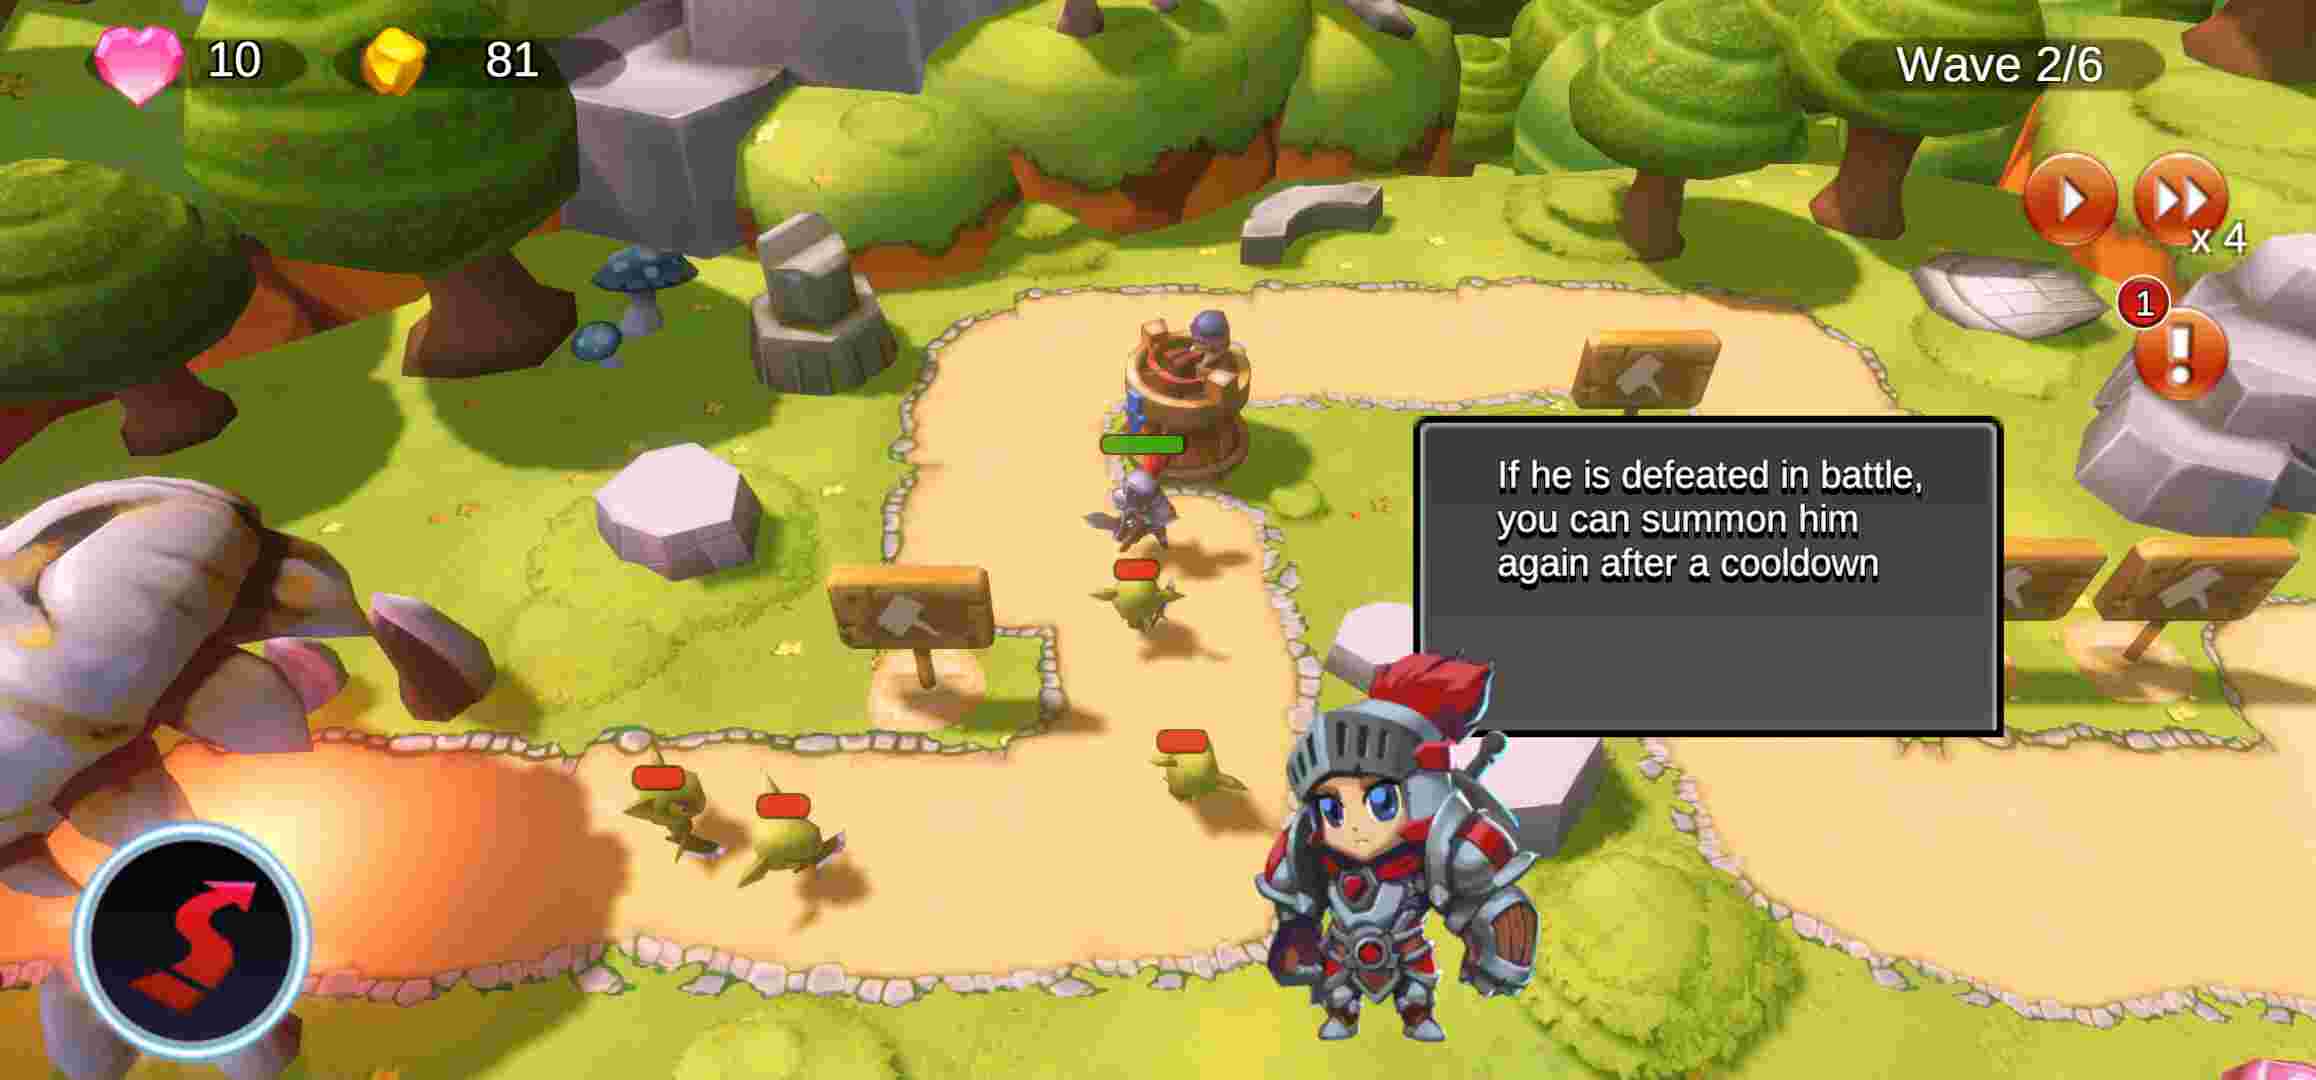 10
81
Wave 2/6
x 4
1
If he is defeated in battle,
you can summon him
again after a cooldown